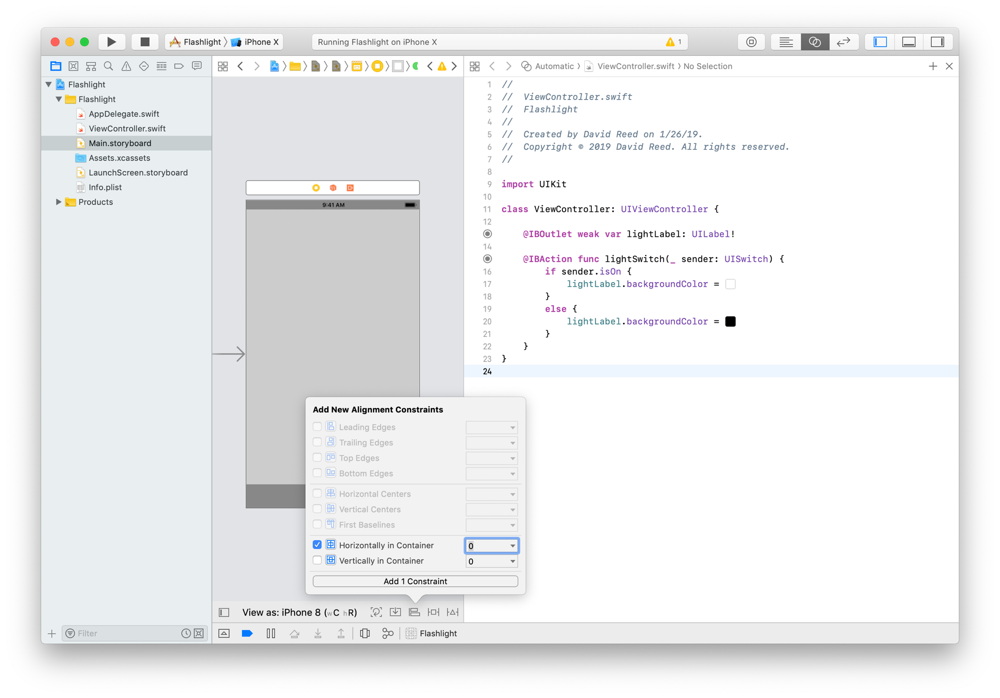 Flashlight
iPhone X
Running Flashlight on iPhone X
1
Automatic
ViewController.swift
No Selection
Flashlight
Flashlight
AppDelegate.swift
ViewController.swift
Main.storyboard
Assets.xcassets
LaunchScreen.storyboard
Info.plist
Products
9:41 AM
1 //
2 // ViewController.swift
3 // Flashlight
4 //
5 // Created by David Reed on 1/26/19.
6 // Copyright © 2019 David Reed. All rights reserved.
7 //
8
9 import UIKit
10
11 class ViewController: UIViewController {
12
@IBOutlet weak var lightLabel: UILabel!
14
@IBAction func lightSwitch(_ sender: UISwitch) {
16 if sender.isOn {
17 lightLabel.backgroundColor =
18 }
19 else {
20 lightLabel.backgroundColor =
21 }
22 }
23 }
24
Add New Alignment Constraints
Leading Edges
Trailing Edges
Top Edges
Bottom Edges
Horizontal Centers
Vertical Centers
First Baselines
Horizontally in Container 0
Vertically in Container 0
Add 1 Constraint
View as: iPhone 8 (wC hR)
Filter
Flashlight